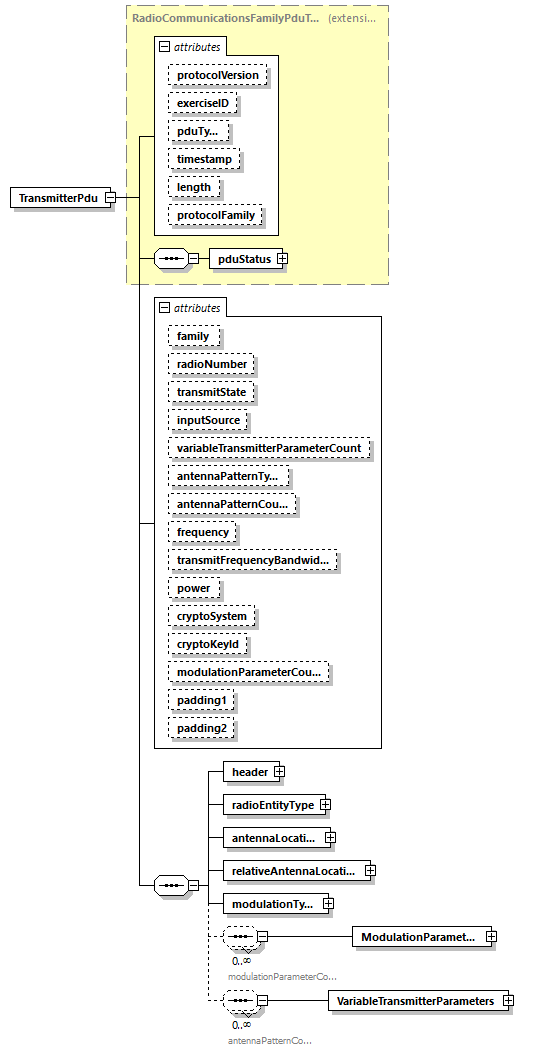 RadioCommunicationsFamilyPduT... (extensi...
attributes
protocolVersion
exerciseID
pduTy...
timestamp
length
protocolFamily
TransmitterPdu
pduStatus
attributes
family
radioNumber
transmitState
inputSource
variableTransmitterParameterCount
antennaPatternTy...
antennaPatternCou...
frequency
transmitFrequencyBandwid...
power
cryptoSystem
cryptoKeyId
modulationParameterCou...
padding1
padding2
header
radioEntityType
antennaLocati...
relativeAntennaLocati...
modulationTy...
ModulationParamet...
0..∞
modulationParameterCo...
VariableTransmitterParameters
0..∞
antennaPatternCo...